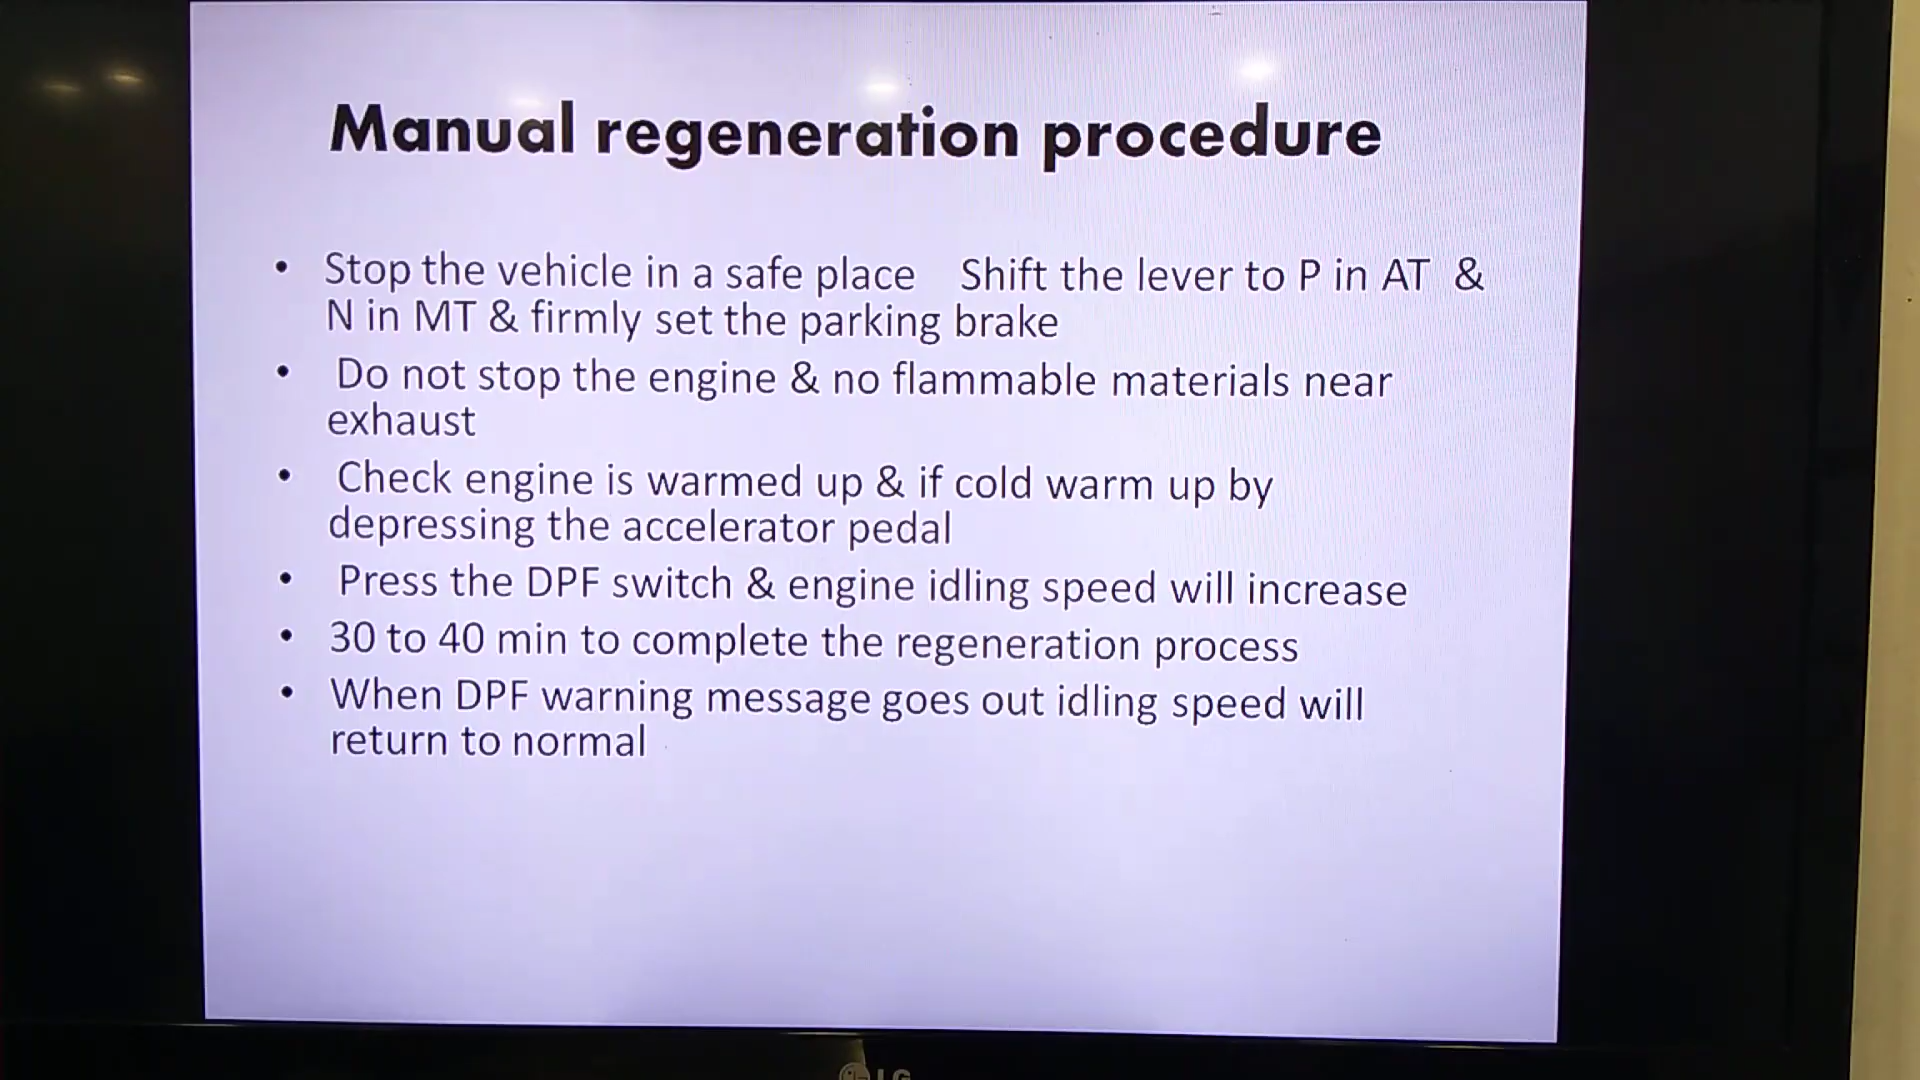 Manual regeneration procedure
• Stop the vehicle in a safe place Shift the lever to P in AT &
N in MT & firmly set the parking brake
• Do not stop the engine & no flammable materials near
exhaust
• Check engine is warmed up & if cold warm up by
depressing the accelerator pedal
• Press the DPF switch & engine idling speed will increase
• 30 to 40 min to complete the regeneration process
• When DPF warning message goes out idling speed will
return to normal
LG